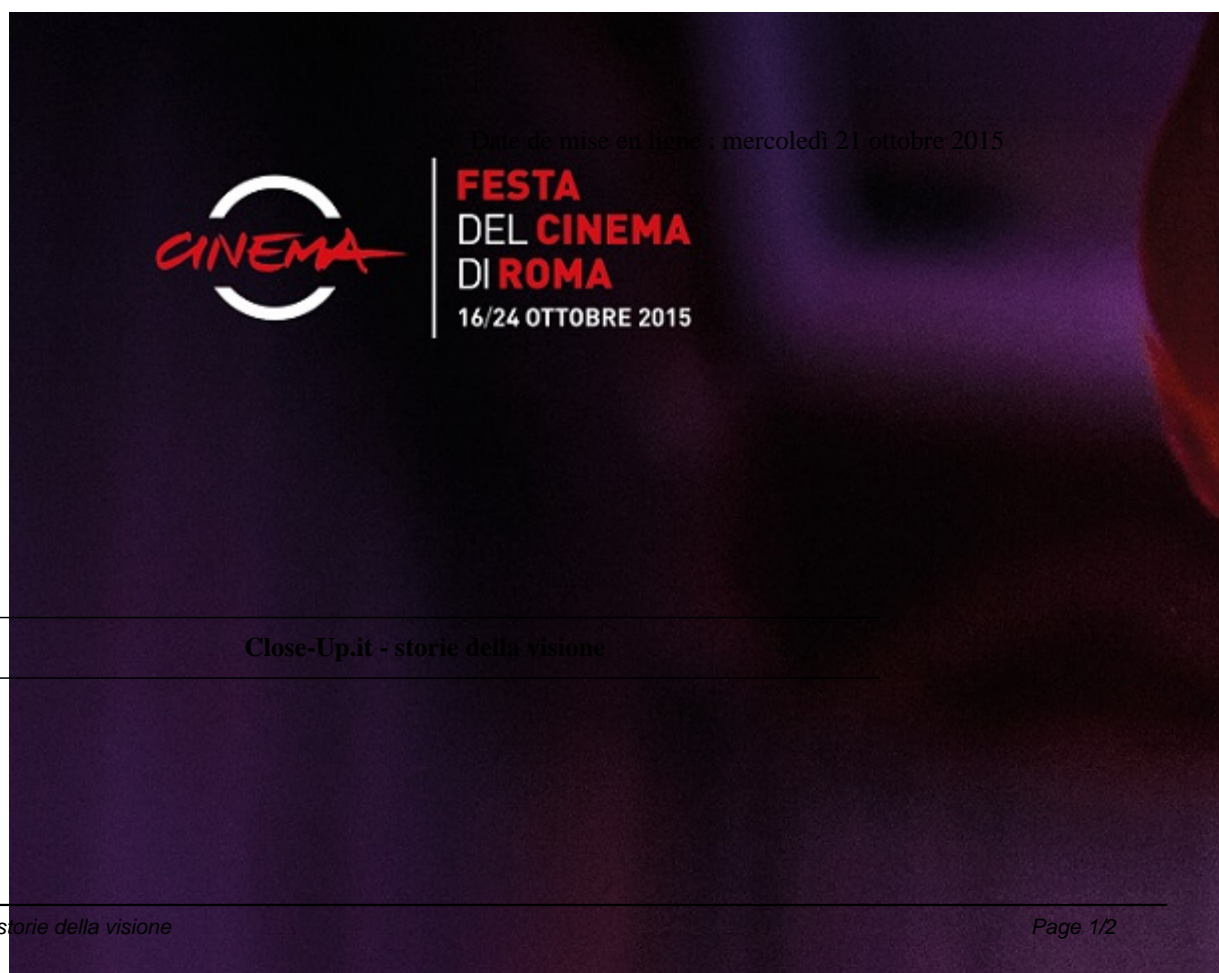 Date de mise en ligne : mercoledì 21 ottobre 2015
CINEMA
FESTA
DEL CINEMA
DI ROMA
16/24 OTTOBRE 2015
Close-Up.it - storie della visione
storie della visione
Page 1/2